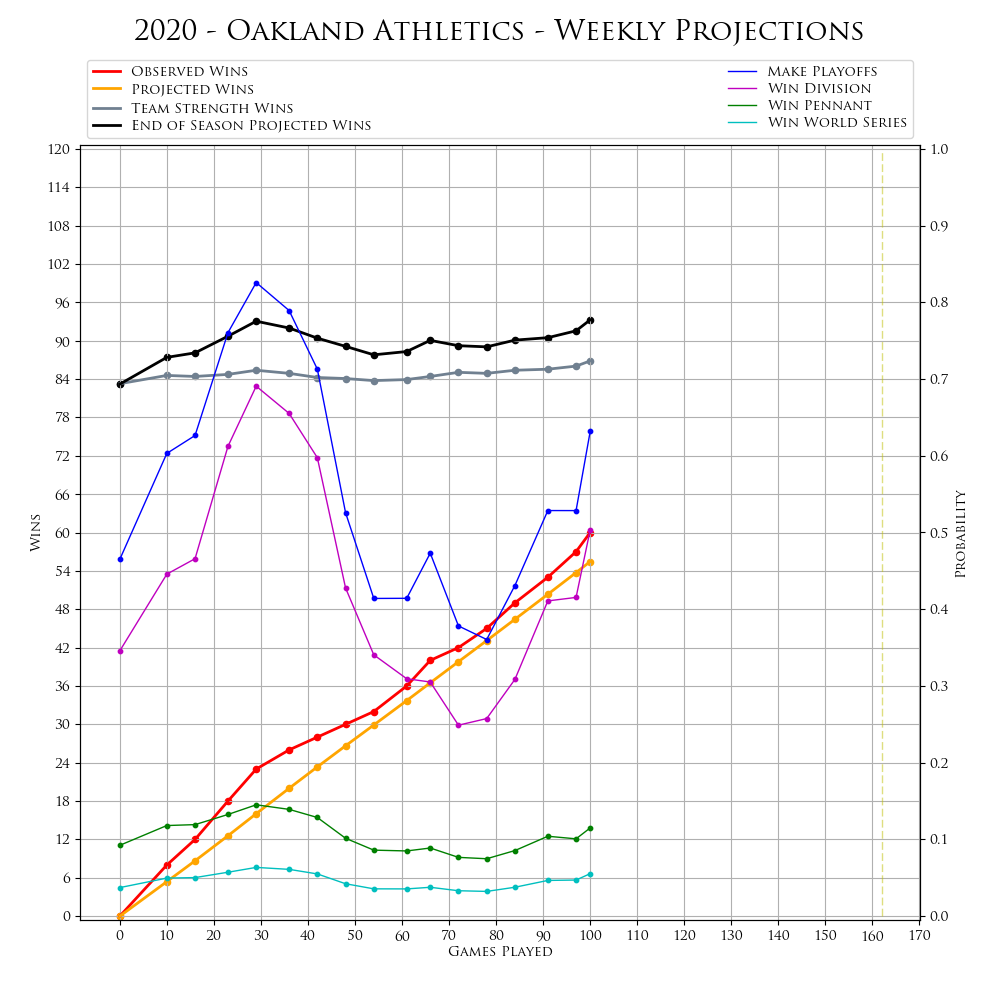 2020 - Oakland Athletics - Weekly Projections
Observed Wins
Projected Wins
Team Strength Wins
End of Season Projected Wins
Make Playoffs
Win Division
Win Pennant
Win World Series
120
114
108
102
96
90
84
78
72
66
60
54
48
42
36
30
24
18
12
6
0
Wins
1.0
0.9
0.8
0.7
0.6
0.5
0.4
0.3
0.2
0.1
0.0
Probability
0 10 20 30 40 50 60 70 80 90 100 110 120 130 140 150 160 170
Games Played